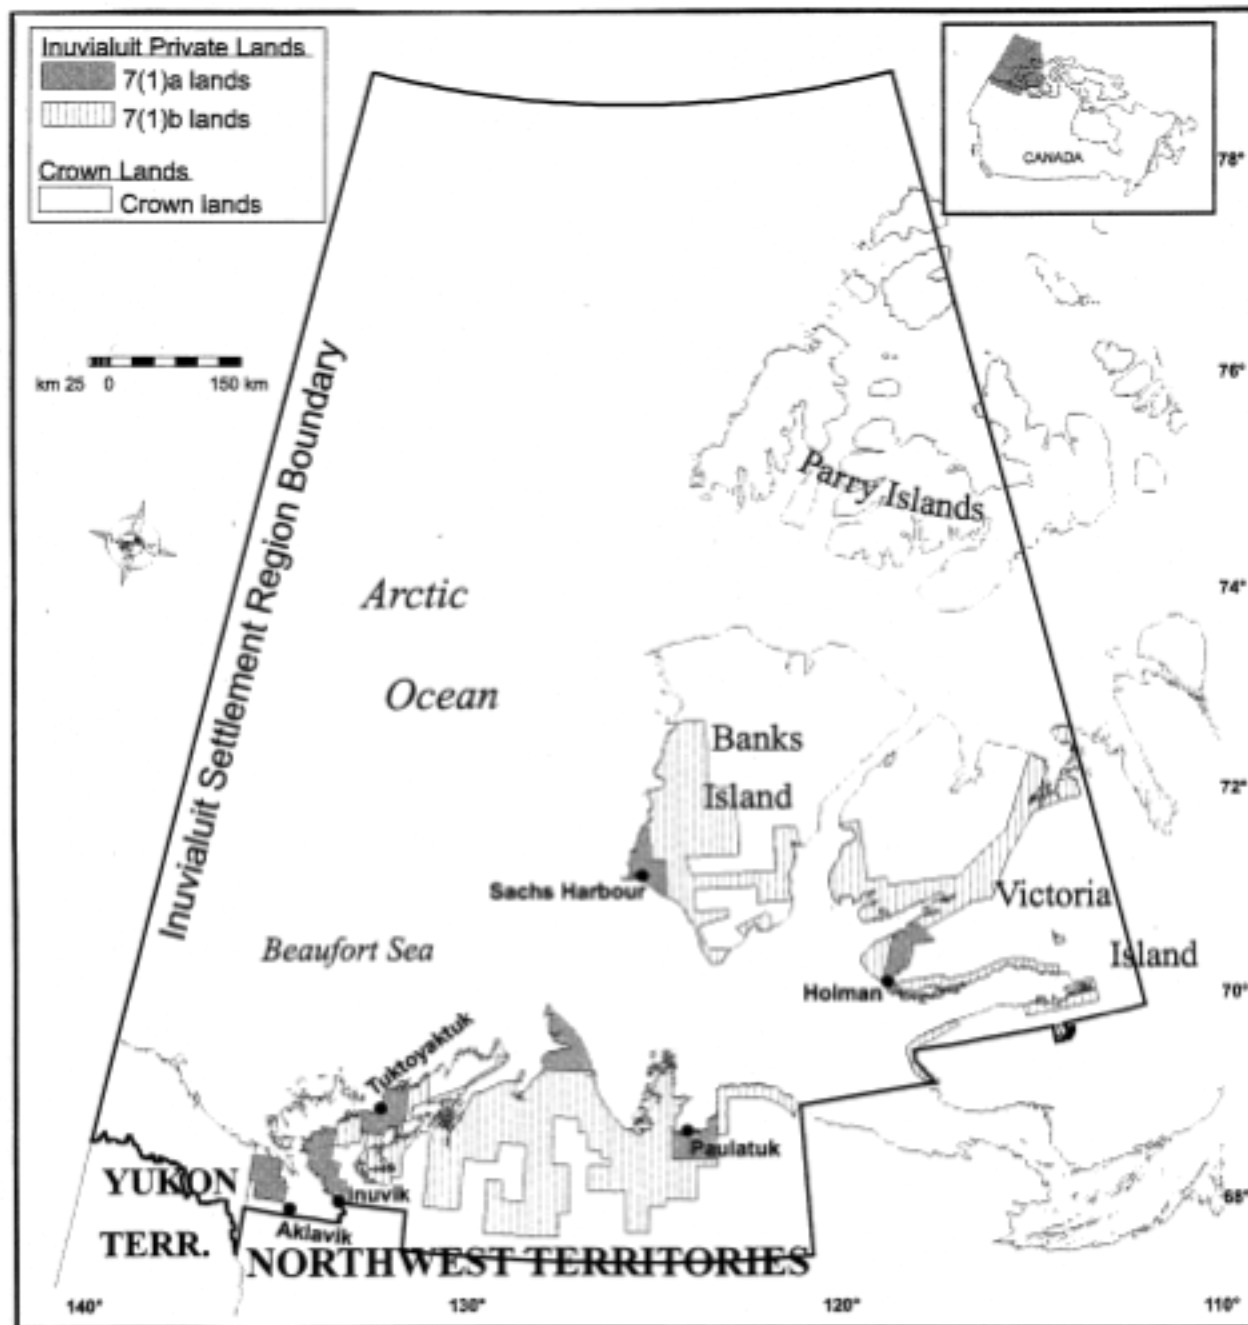 Inuvialuit Private Lands
7(1)a lands
7(1)b lands
Crown Lands
Crown lands
CANADA
78°
76°
74°
72°
70°
68°
km 25 0 150 km
Inuvialuit Settlement Region Boundary
Parry Islands
Arctic
Ocean
Banks
Island
Sachs Harbour
Victoria
Island
Beaufort Sea
Holman
Tuktoyaktuk
Paulatuk
Inuvik
Aklavik
YUKON
TERR.
NORTHWEST TERRITORIES
140° 130° 120° 110°